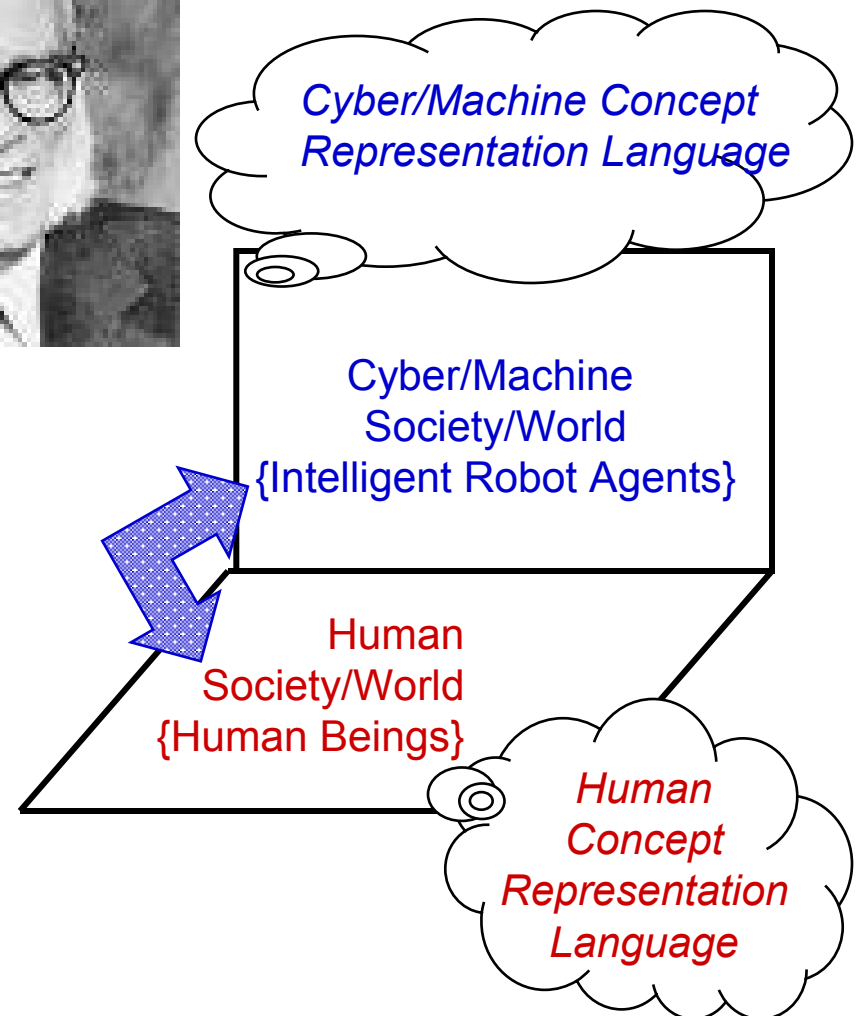 Cyber/Machine Concept
Representation Language
Cyber/Machine
Society/World
{Intelligent Robot Agents}
Human
Society/World
{Human Beings}
Human
Concept
Representation
Language